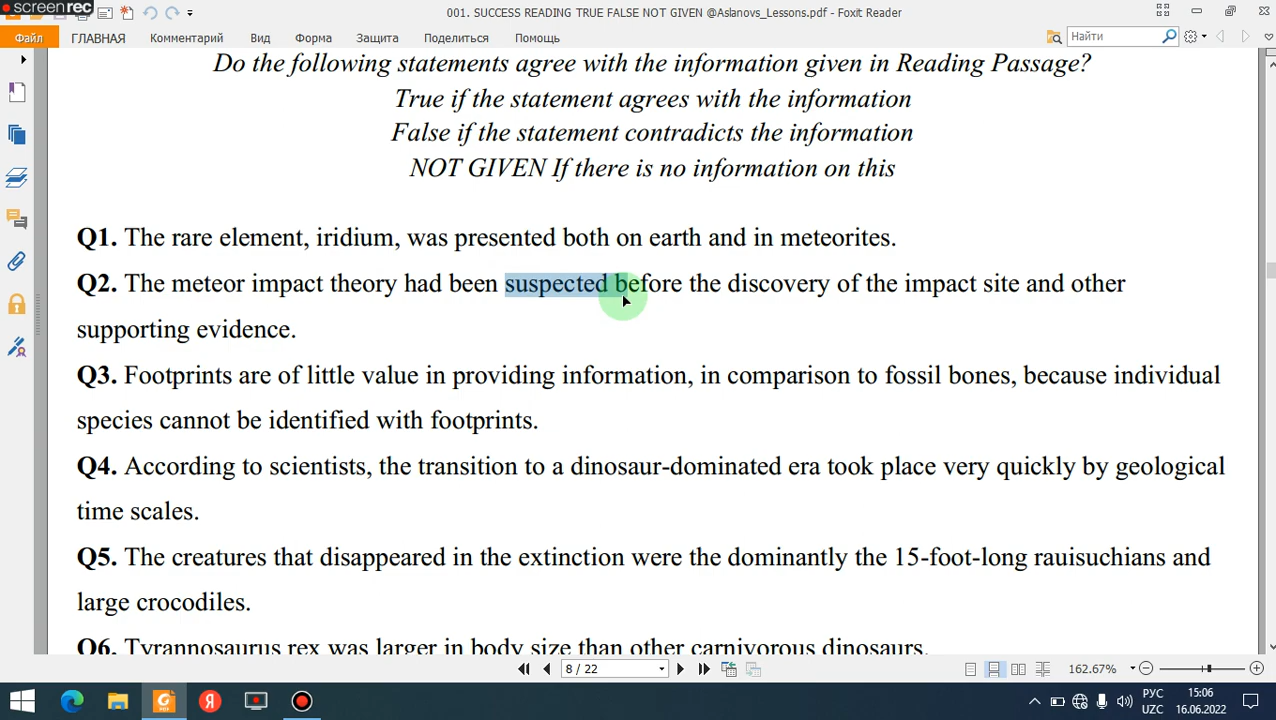 screen rec
001. SUCCESS READING TRUE FALSE NOT GIVEN @Aslanovs_Lessons.pdf - Foxit Reader
Файл ГЛАВНАЯ Комментарий Вид Форма Защита Поделиться Помощь Найти
Do the following statements agree with the information given in Reading Passage?
True if the statement agrees with the information
False if the statement contradicts the information
NOT GIVEN If there is no information on this
Q1. The rare element, iridium, was presented both on earth and in meteorites.
Q2. The meteor impact theory had been suspected before the discovery of the impact site and other
supporting evidence.
Q3. Footprints are of little value in providing information, in comparison to fossil bones, because individual
species cannot be identified with footprints.
Q4. According to scientists, the transition to a dinosaur-dominated era took place very quickly by geological
time scales.
Q5. The creatures that disappeared in the extinction were the dominantly the 15-foot-long rauisuchians and
large crocodiles.
Q6. Tyrannosaurus rex was larger in body size than other carnivorous dinosaurs.
8 / 22 162.67%
РУС 15:06
UZC 16.06.2022